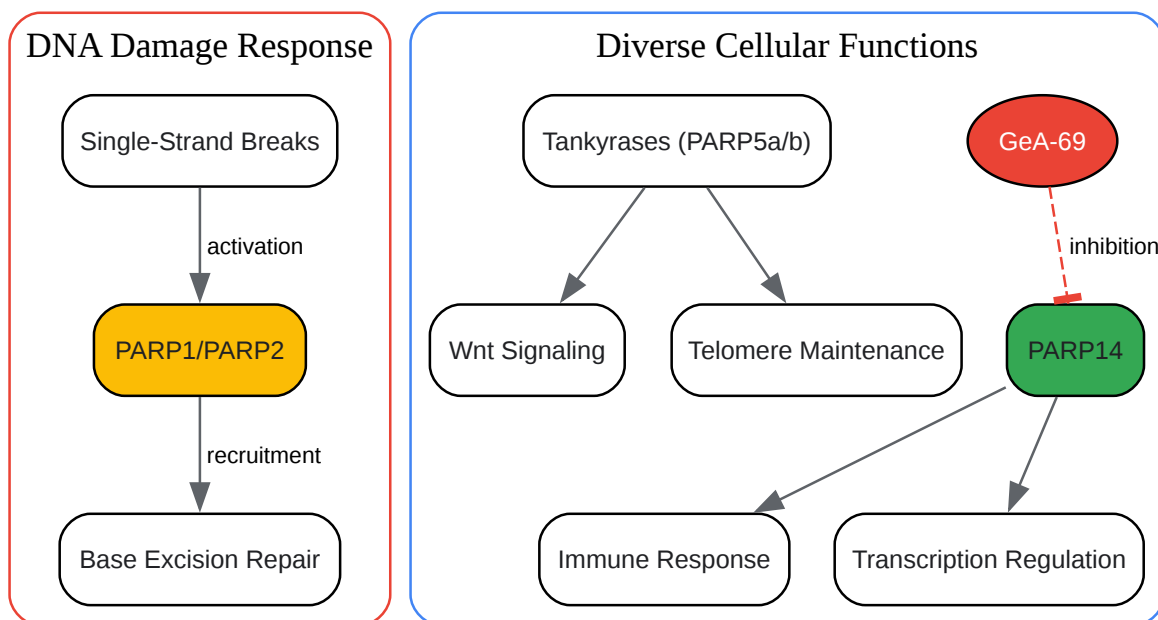 DNA Damage Response
Single-Strand Breaks
activation
PARP1/PARP2
recruitment
Base Excision Repair
Diverse Cellular Functions
Tankyrases (PARP5a/b)
GeA-69
inhibition
Wnt Signaling
Telomere Maintenance
PARP14
Immune Response
Transcription Regulation